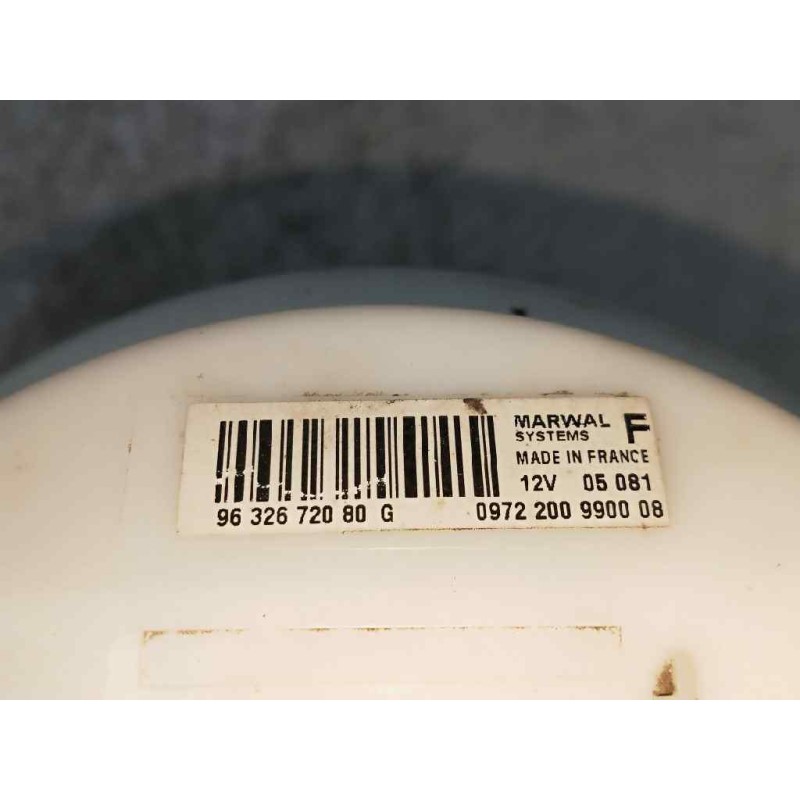 MARWAL F
SYSTEMS
MADE IN FRANCE
12V 05 081
96 326 720 80 G 0972 200 9900 08